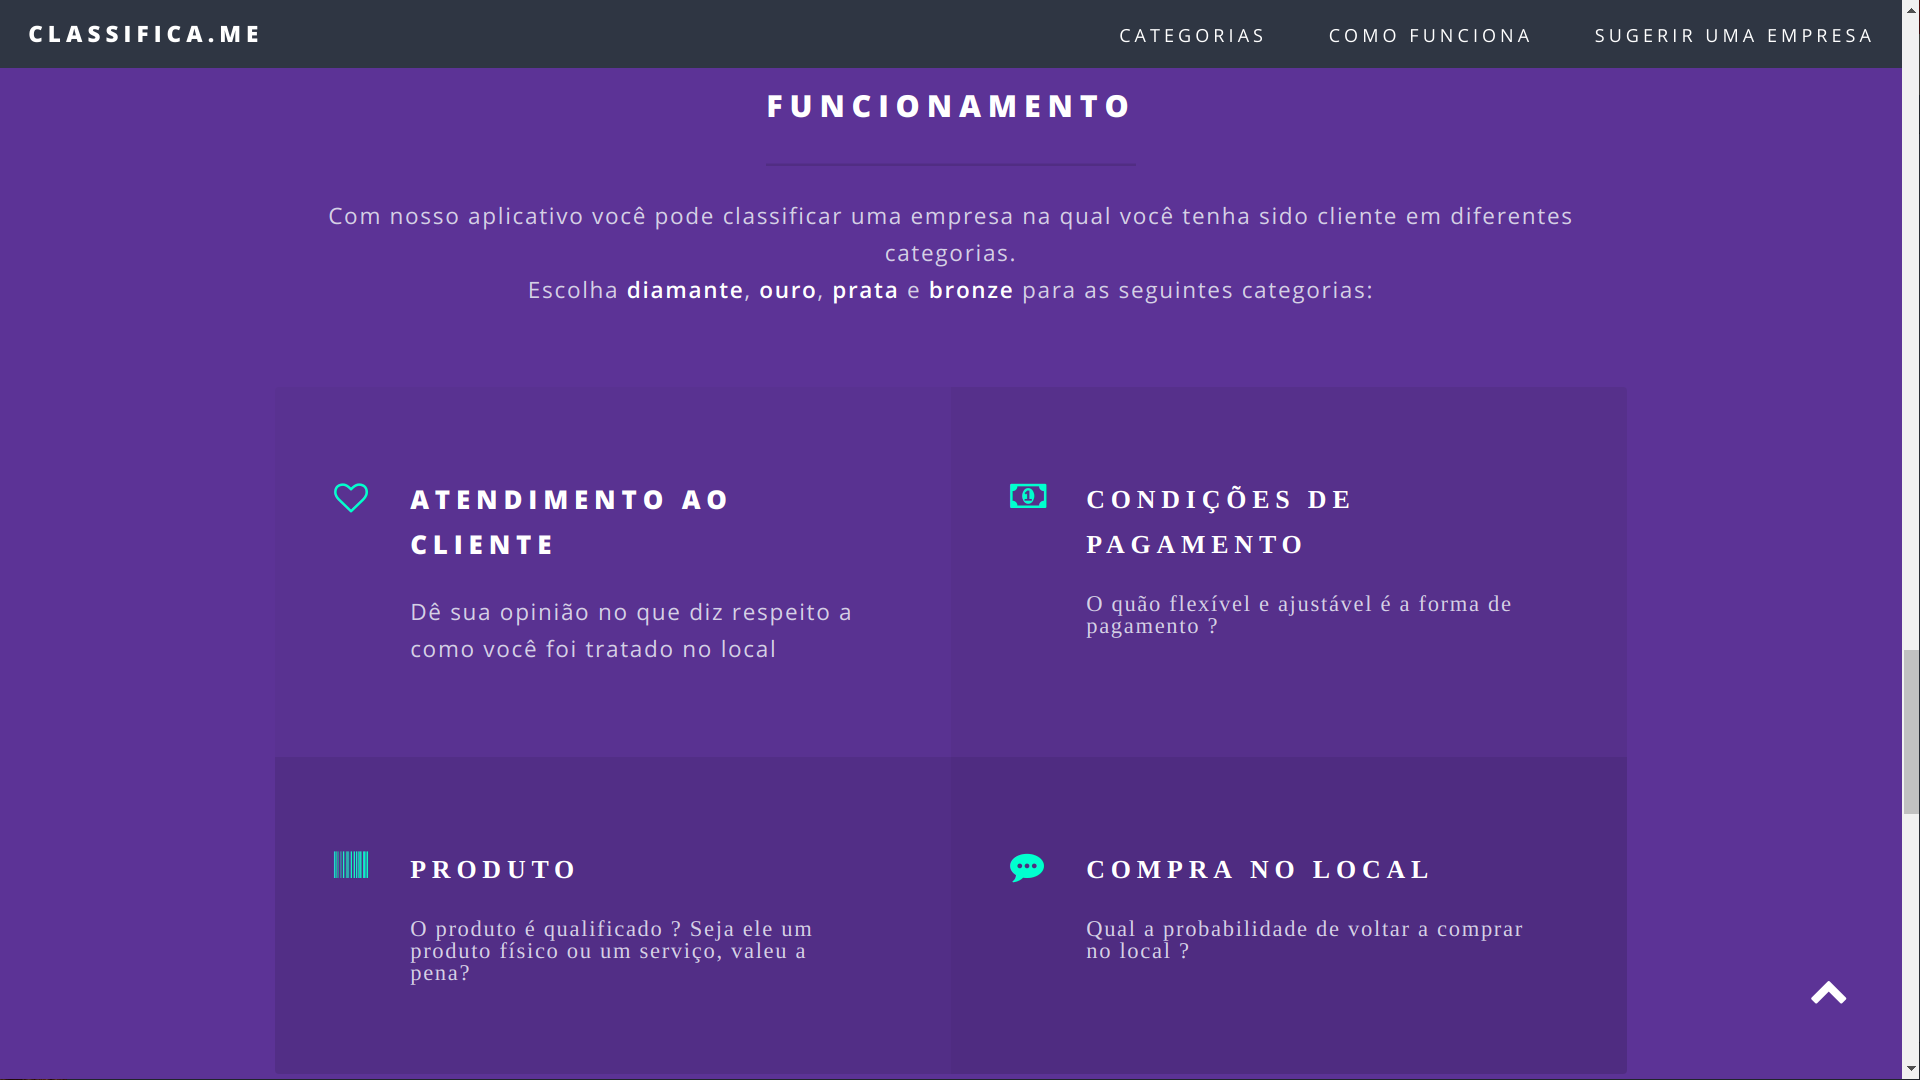 CLASSIFICA.ME
CATEGORIAS
COMO FUNCIONA
SUGERIR UMA EMPRESA
FUNCIONAMENTO
Com nosso aplicativo você pode classificar uma empresa na qual você tenha sido cliente em diferentes
categorias.
Escolha diamante, ouro, prata e bronze para as seguintes categorias:
ATENDIMENTO AO
CLIENTE
Dê sua opinião no que diz respeito a
como você foi tratado no local
CONDIÇÕES DE
PAGAMENTO
O quão flexível e ajustável é a forma de
pagamento ?
PRODUTO
O produto é qualificado ? Seja ele um
produto físico ou um serviço, valeu a
pena?
COMPRA NO LOCAL
Qual a probabilidade de voltar a comprar
no local ?